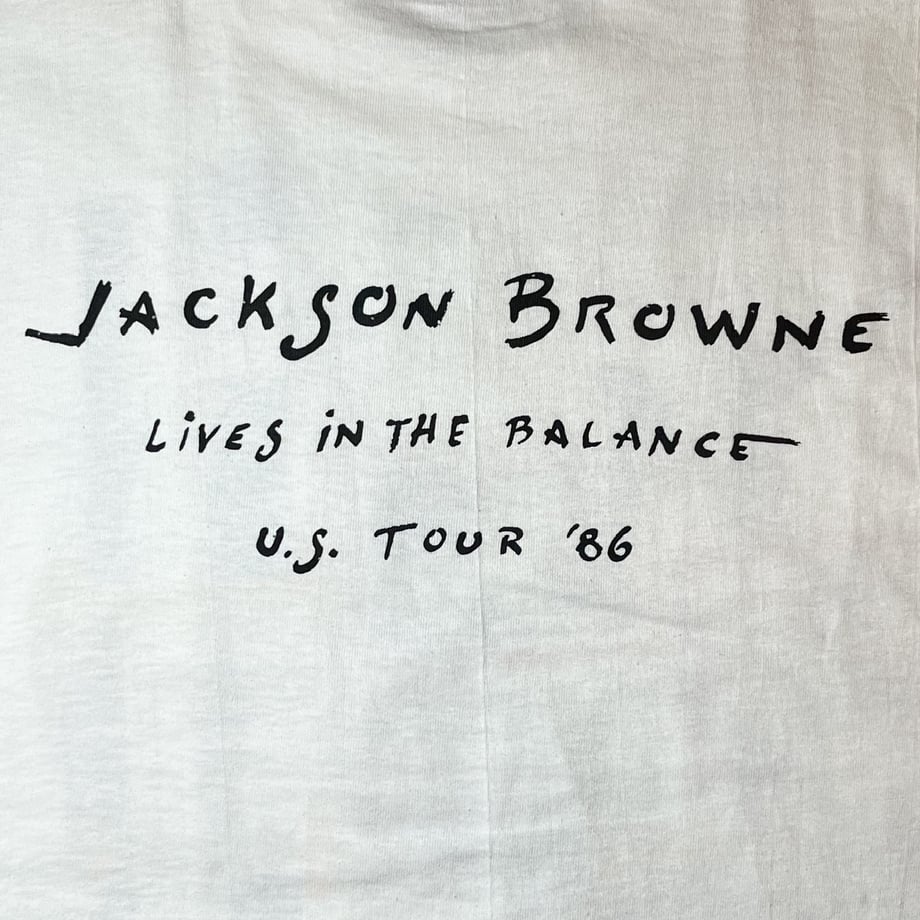 JACKSON BROWNE
LiVES iN THE BALANCE
U.S. TOUR '86